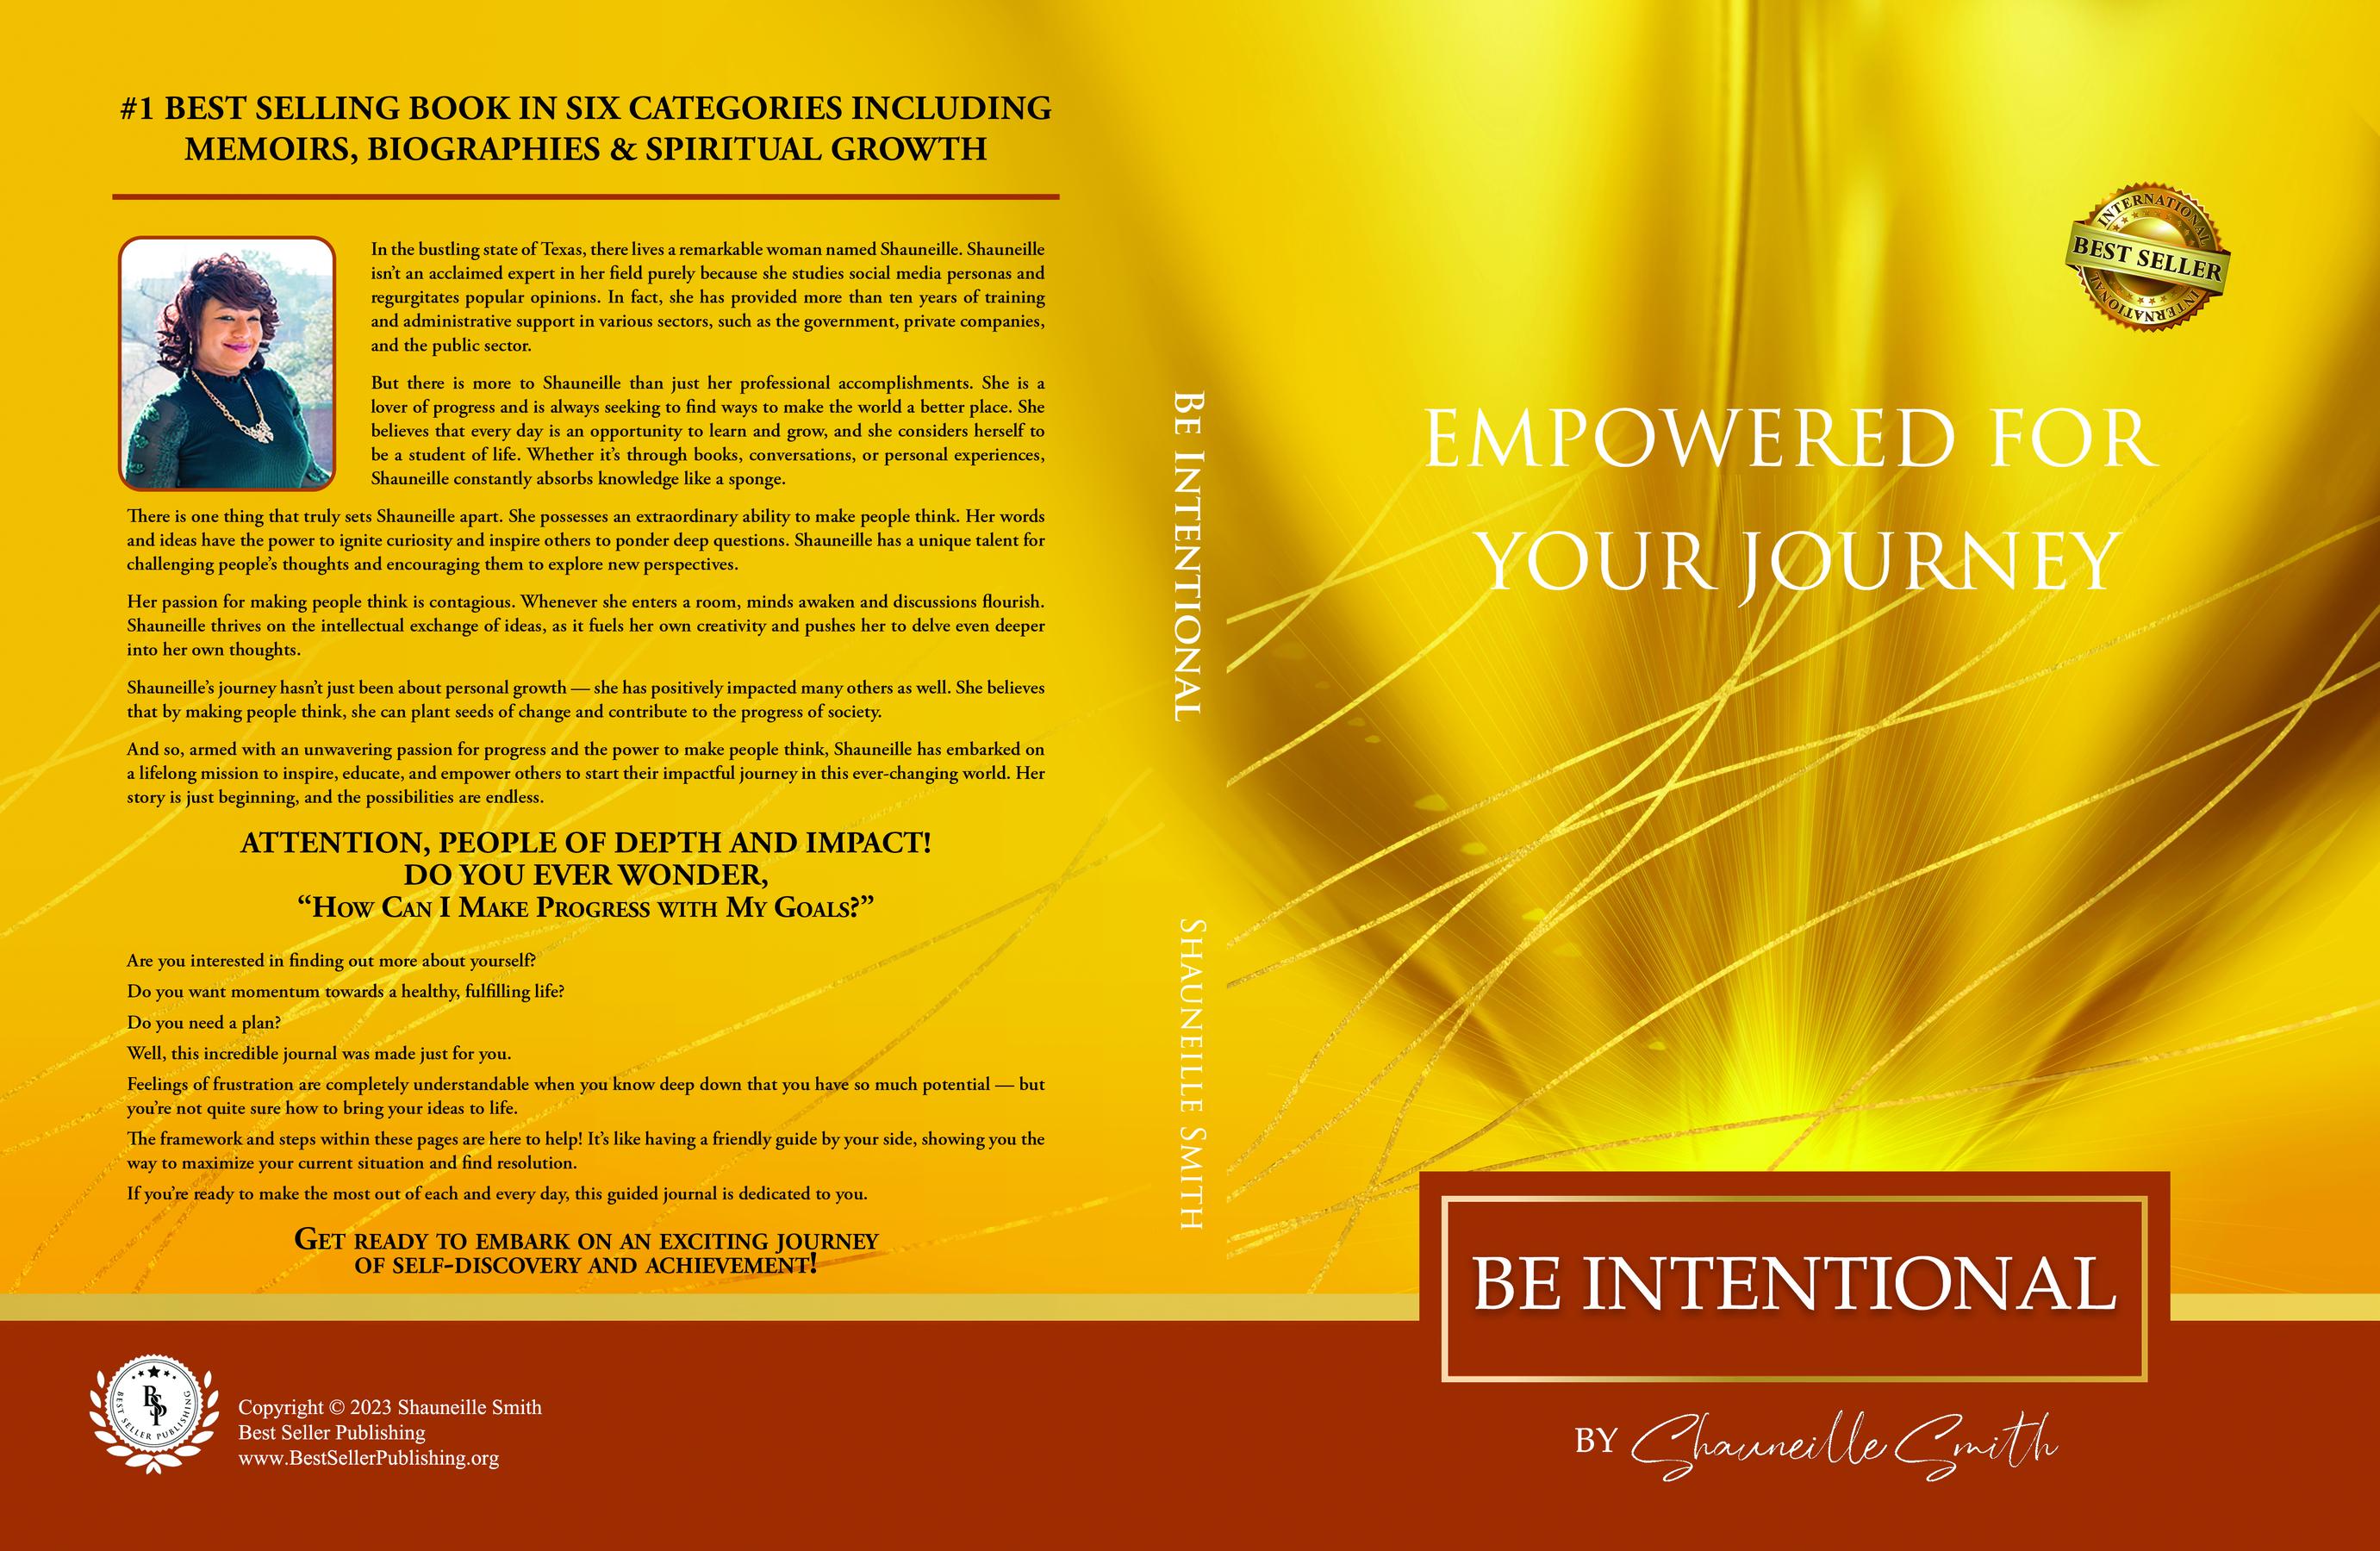 #1 BEST SELLING BOOK IN SIX CATEGORIES INCLUDING
MEMOIRS, BIOGRAPHIES & SPIRITUAL GROWTH
In the bustling state of Texas, there lives a remarkable woman named Shauneille. Shauneille
isn't an acclaimed expert in her field purely because she studies social media personas and
regurgitates popular opinions. In fact, she has provided more than ten years of training
and administrative support in various sectors, such as the government, private companies,
and the public sector.
But there is more to Shauneille than just her professional accomplishments. She is a
lover of progress and is always seeking to find ways to make the world a better place. She
believes that every day is an opportunity to learn and grow, and she considers herself to
be a student of life. Whether it's through books, conversations, or personal experiences,
Shauneille constantly absorbs knowledge like a sponge.
There is one thing that truly sets Shauneille apart. She possesses an extraordinary ability to make people think. Her words
and ideas have the power to ignite curiosity and inspire others to ponder deep questions. Shauneille has a unique talent for
challenging people's thoughts and encouraging them to explore new perspectives.
Her passion for making people think is contagious. Whenever she enters a room, minds awaken and discussions flourish.
Shauneille thrives on the intellectual exchange of ideas, as it fuels her own creativity and pushes her to delve even deeper
into her own thoughts.
Shauneille's journey hasn't just been about personal growth — she has positively impacted many others as well. She believes
that by making people think, she can plant seeds of change and contribute to the progress of society.
And so, armed with an unwavering passion for progress and the power to make people think, Shauneille has embarked on
a lifelong mission to inspire, educate, and empower others to start their impactful journey in this ever-changing world. Her
story is just beginning, and the possibilities are endless.
ATTENTION, PEOPLE OF DEPTH AND IMPACT!
DO YOU EVER WONDER,
“How Can I Make Progress with My Goals?”
Are you interested in finding out more about yourself?
Do you want momentum towards a healthy, fulfilling life?
Do you need a plan?
Well, this incredible journal was made just for you.
Feelings of frustration are completely understandable when you know deep down that you have so much potential — but
you're not quite sure how to bring your ideas to life.
The framework and steps within these pages are here to help! It's like having a friendly guide by your side, showing you the
way to maximize your current situation and find resolution.
If you're ready to make the most out of each and every day, this guided journal is dedicated to you.
Get ready to embark on an exciting journey
of self-discovery and achievement!
BSP
BEST SELLER PUBLISHING
Copyright © 2023 Shauneille Smith
Best Seller Publishing
www.BestSellerPublishing.org
Be Intentional
Shauneille Smith
INTERNATIONAL
BEST SELLER
INTERNATIONAL
EMPOWERED FOR
YOUR JOURNEY
BE INTENTIONAL
BY Shauneille Smith